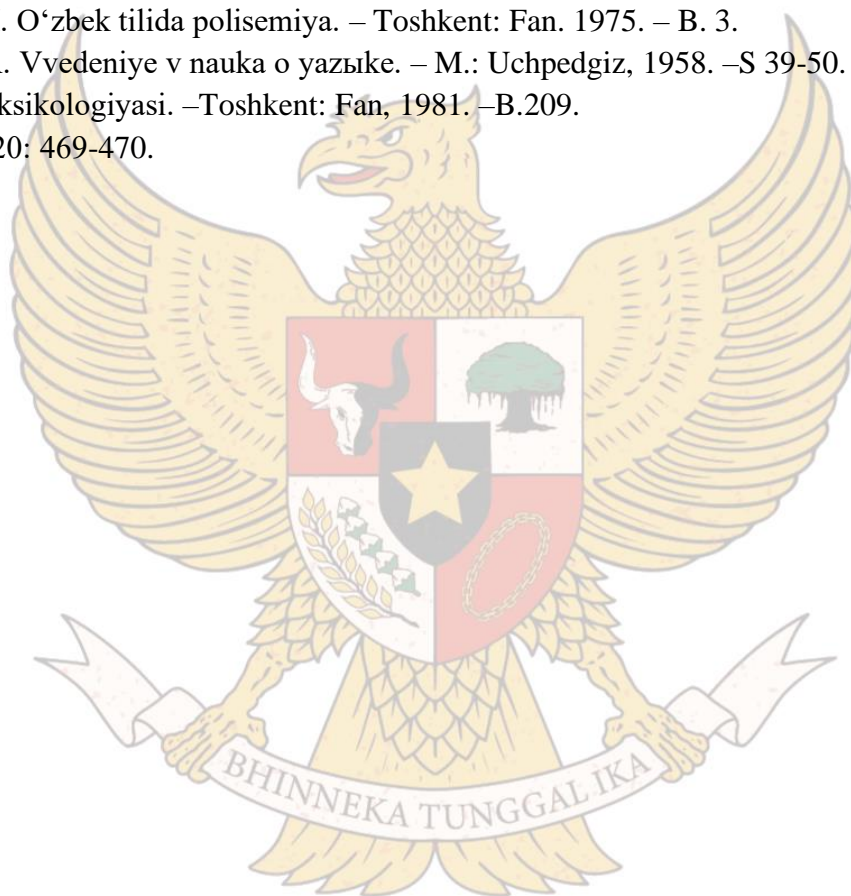 . O‘zbek tilida polisemiya. – Toshkent: Fan. 1975. – B. 3.
. Vvedeniye v nauka o yazыke. – M.: Uchpedgiz, 1958. –S 39-50.
ksikologiyasi. –Toshkent: Fan, 1981. –B.209.
20: 469-470.
BHINNEKA TUNGGAL IKA